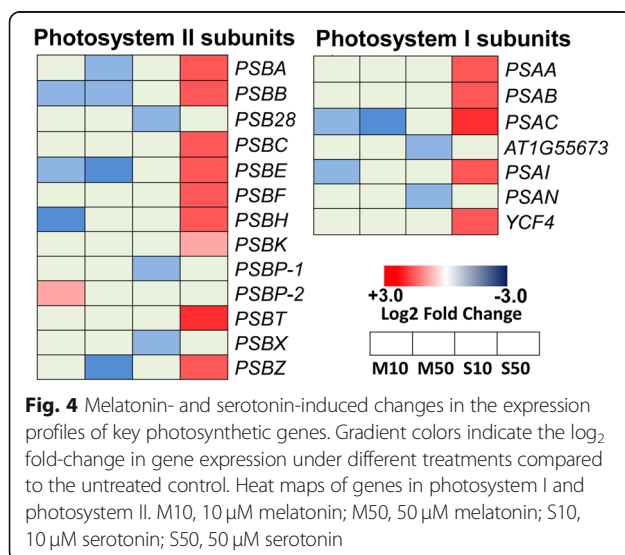 Photosystem II subunits
PSBA
PSBB
PSB28
PSBC
PSBE
PSBF
PSBH
PSBK
PSBP-1
PSBP-2
PSBT
PSBX
PSBZ
Photosystem I subunits
PSAA
PSAB
PSAC
AT1G55673
PSAI
PSAN
YCF4
+3.0 -3.0
Log2 Fold Change
M10 M50 S10 S50
Fig. 4 Melatonin- and serotonin-induced changes in the expression
profiles of key photosynthetic genes. Gradient colors indicate the log2
fold-change in gene expression under different treatments compared
to the untreated control. Heat maps of genes in photosystem I and
photosystem II. M10, 10 μM melatonin; M50, 50 μM melatonin; S10,
10 μM serotonin; S50, 50 μM serotonin